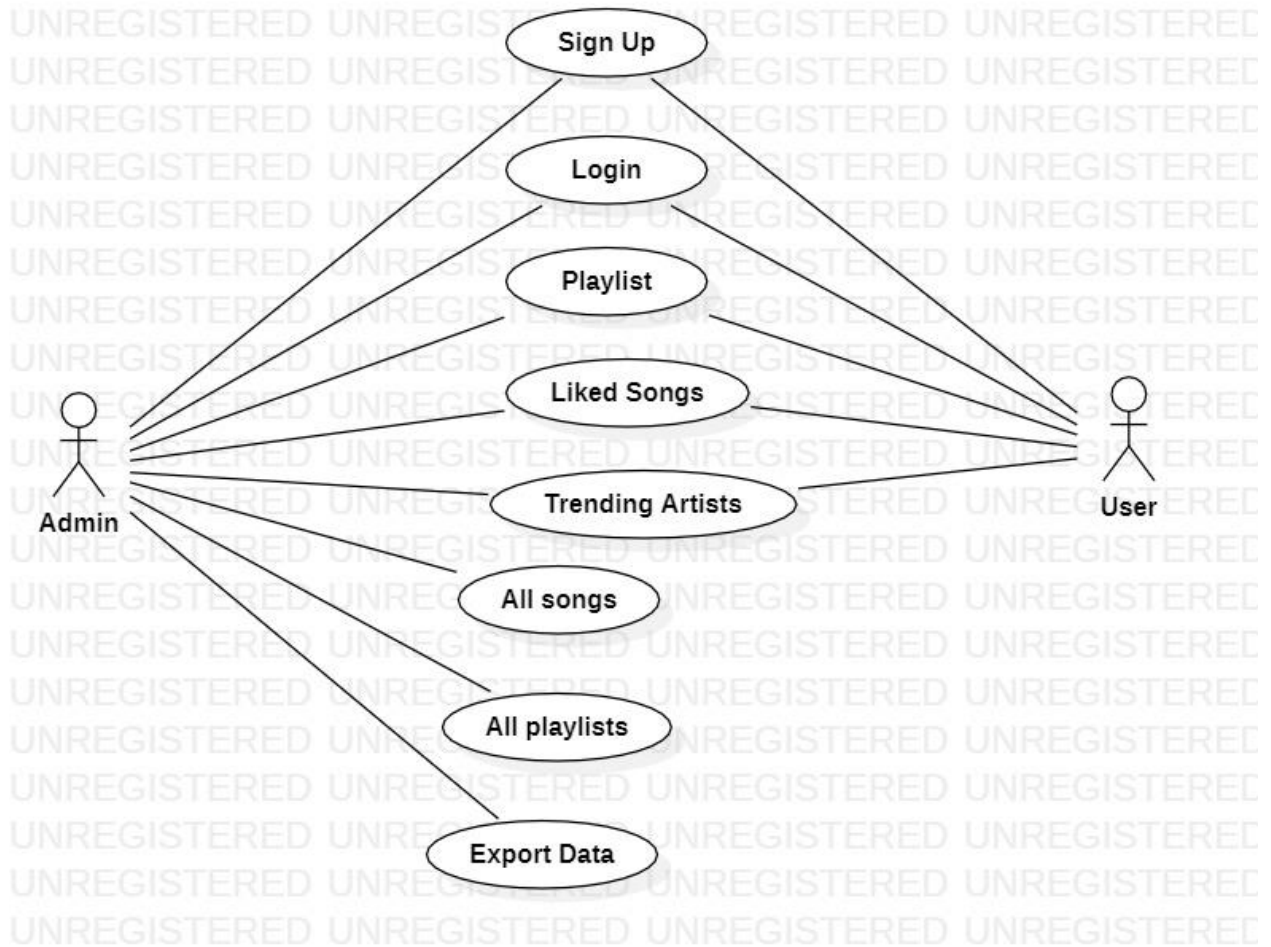 UNREGISTERED UNREGISTERED UNREGISTERED UNREGISTERED
Sign Up
Login
Playlist
Liked Songs
Trending Artists
All songs
All playlists
Export Data
Admin
User